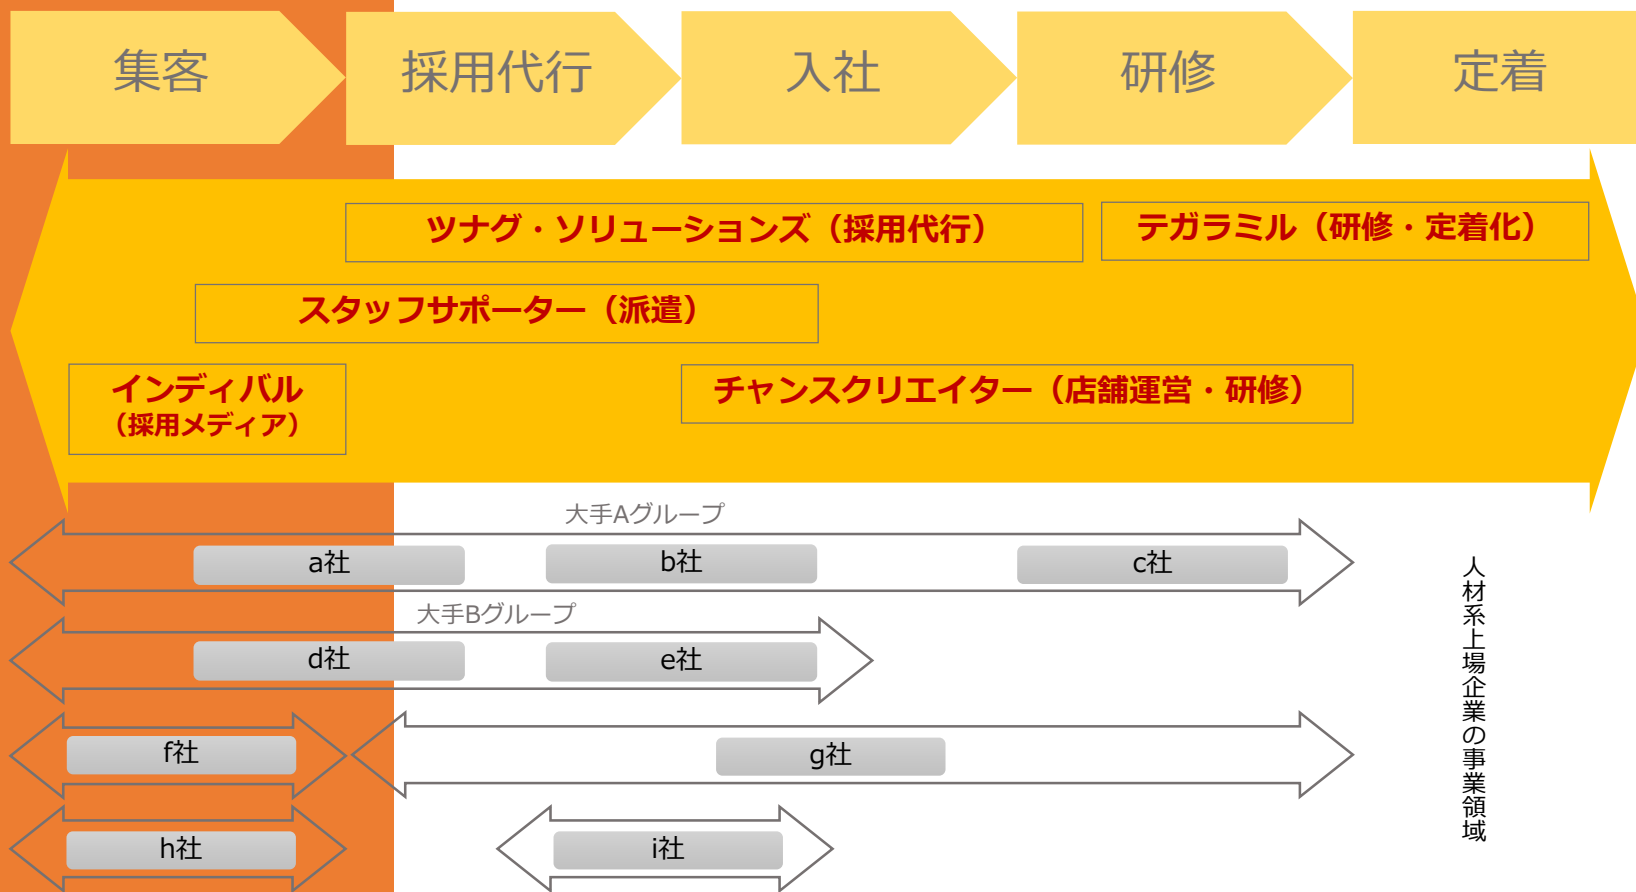 集客
採用代行
入社
研修
定着
ツナグ・ソリューションズ（採用代行）
テガラミル（研修・定着化）
スタッフサポーター（派遣）
インディバル
（採用メディア）
チャンスクリエイター（店舗運営・研修）
大手Aグループ
a社
b社
c社
大手Bグループ
d社
e社
f社
g社
h社
i社
人材系上場企業の事業領域